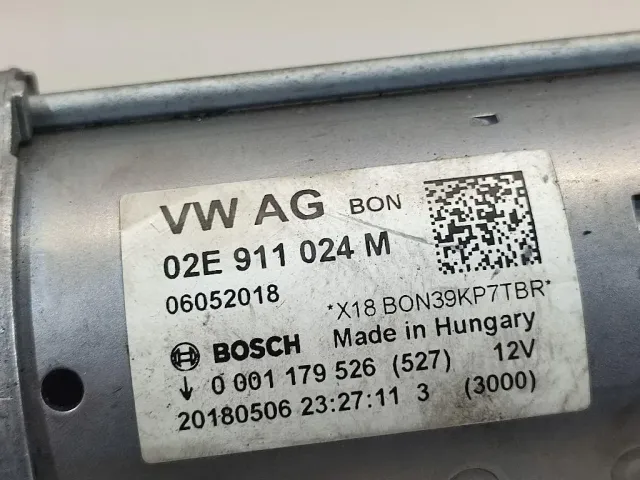 VW AG BON
02E 911 024 M
06052018
*X18 BON39KP7TBR*
BOSCH Made in Hungary
↓ 0 001 179 526 (527) 12V
20180506 23:27:11 3 (3000)